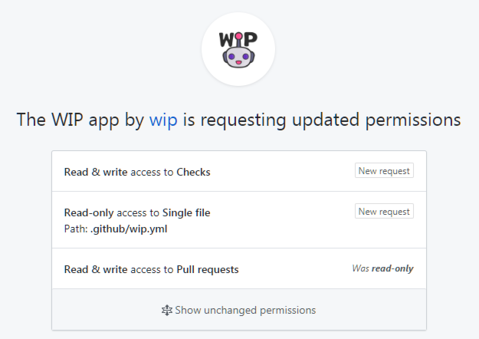 WIP
The WIP app by wip is requesting updated permissions
Read & write access to Checks New request
Read-only access to Single file New request
Path: .github/wip.yml
Read & write access to Pull requests Was read-only
Show unchanged permissions